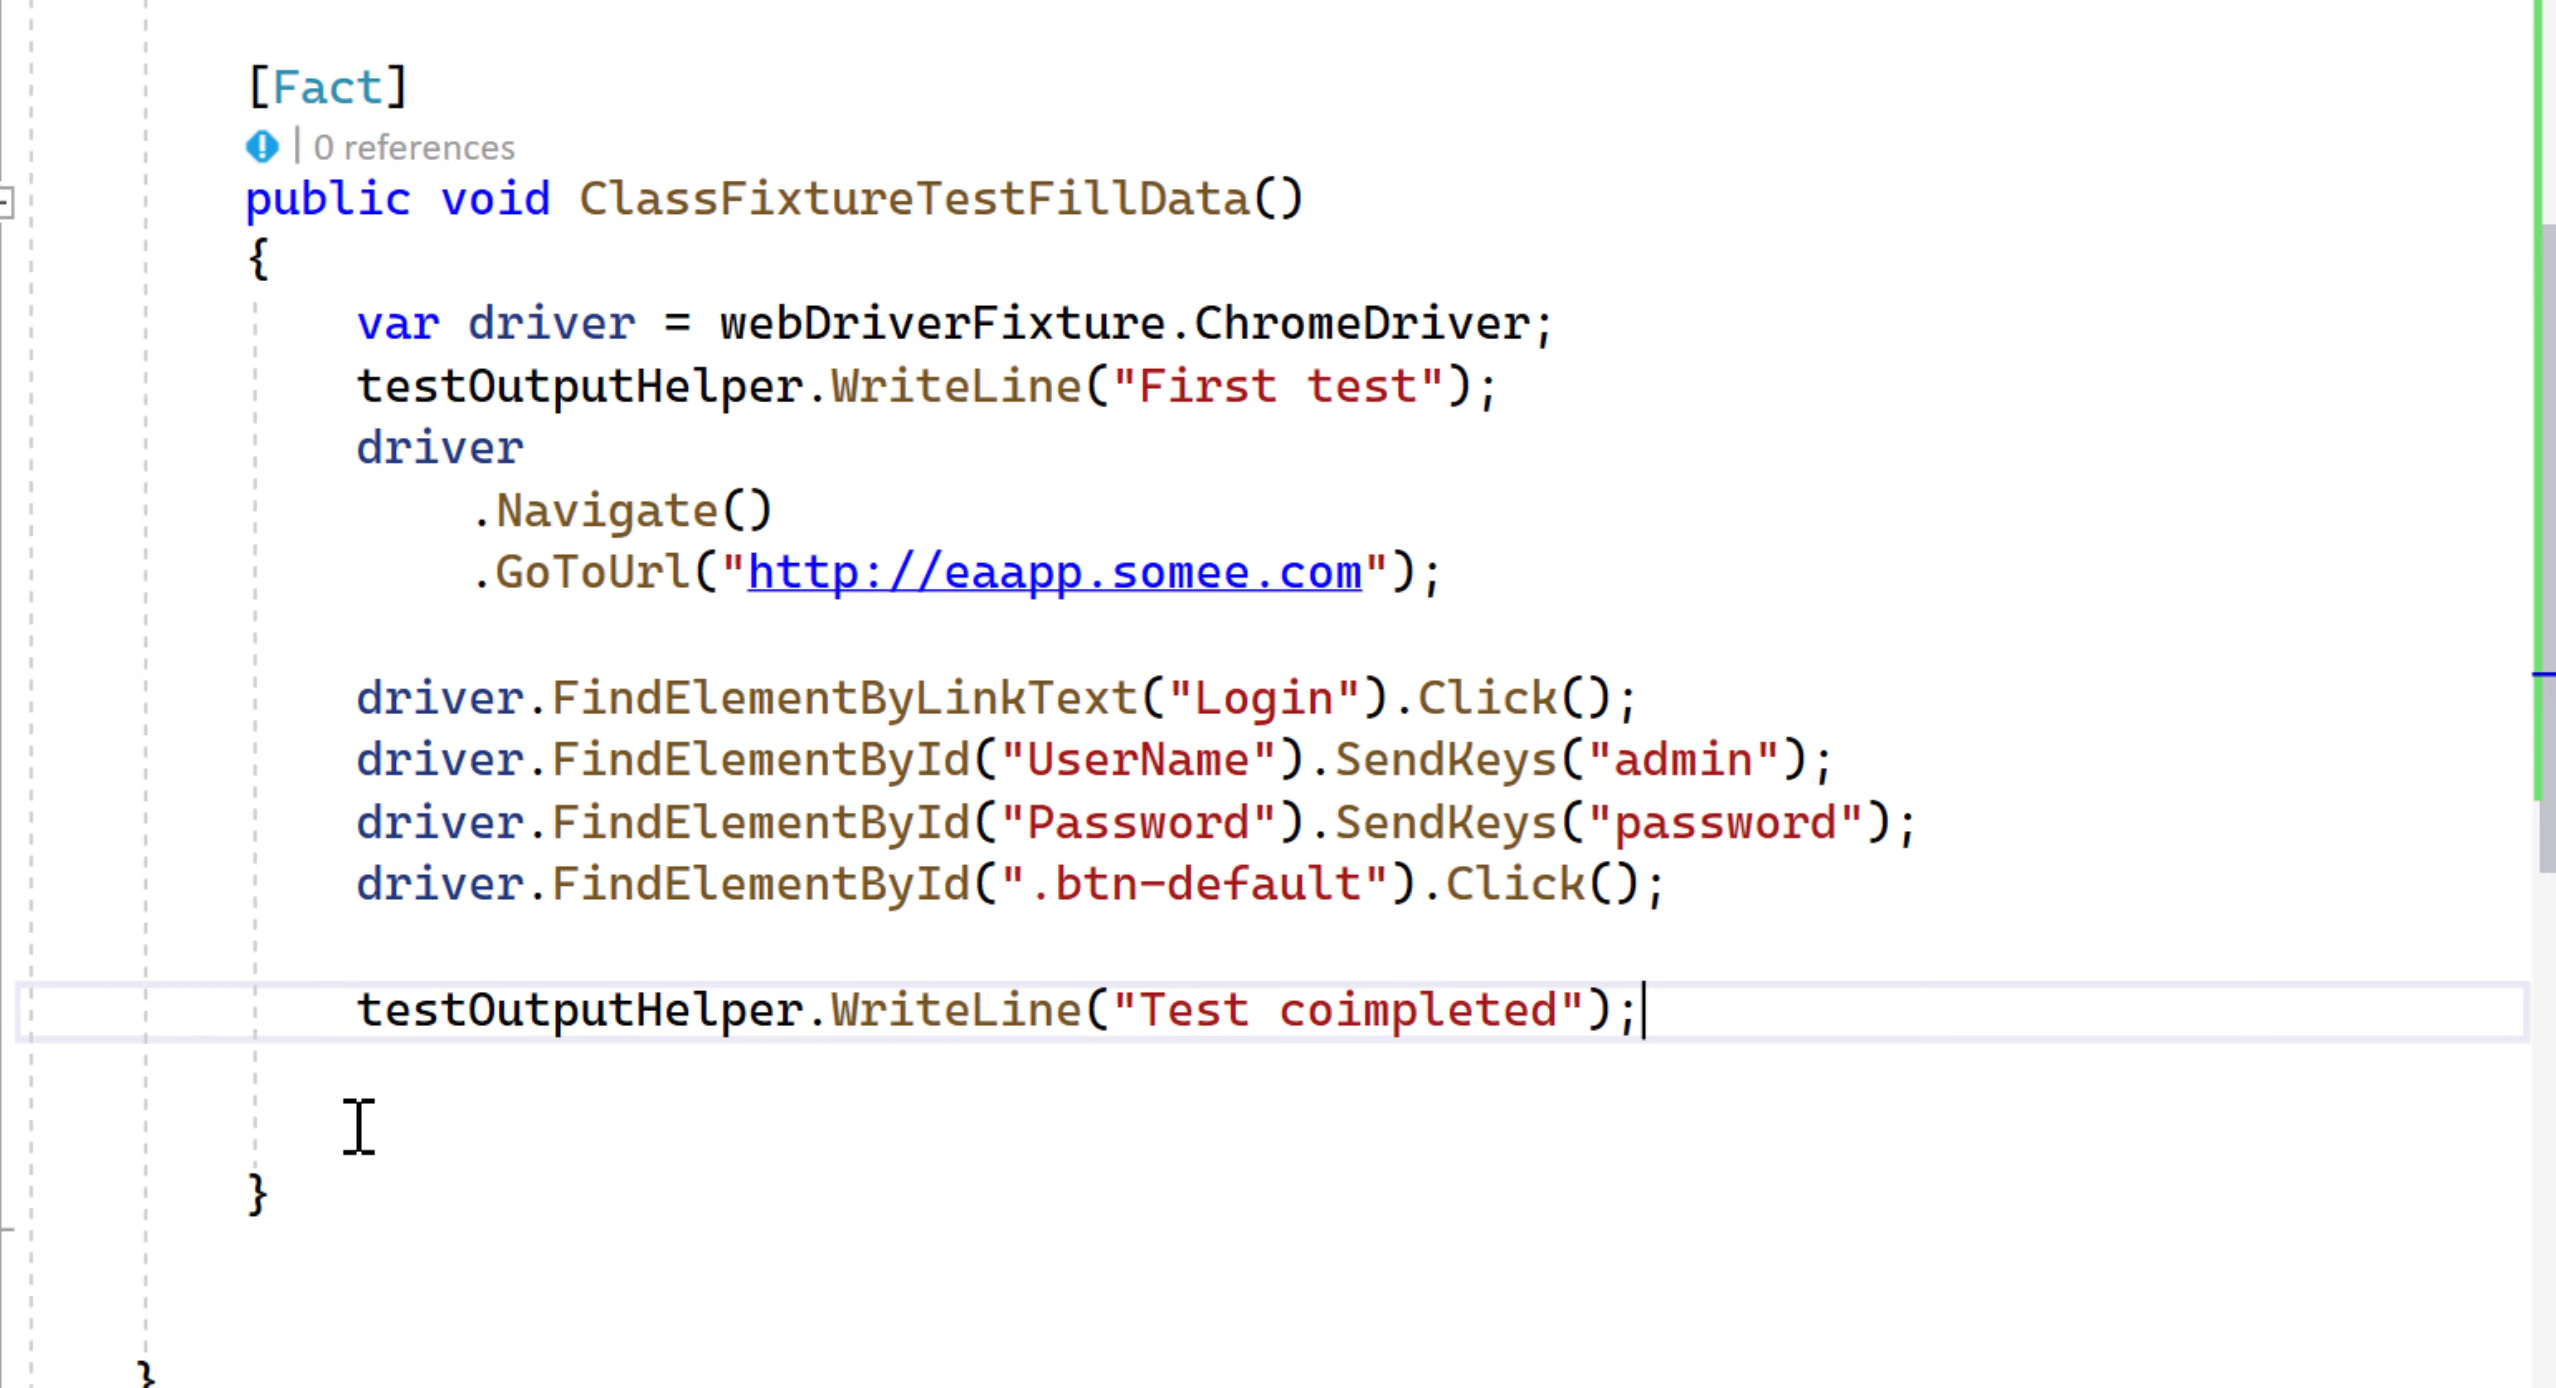 [Fact]
| 0 references
public void ClassFixtureTestFillData()
{
var driver = webDriverFixture.ChromeDriver;
testOutputHelper.WriteLine("First test");
driver
.Navigate()
.GoToUrl("http://eaapp.somee.com");
driver.FindElementByLinkText("Login").Click();
driver.FindElementById("UserName").SendKeys("admin");
driver.FindElementById("Password").SendKeys("password");
driver.FindElementById(".btn-default").Click();
testOutputHelper.WriteLine("Test coimpleted");
}
}